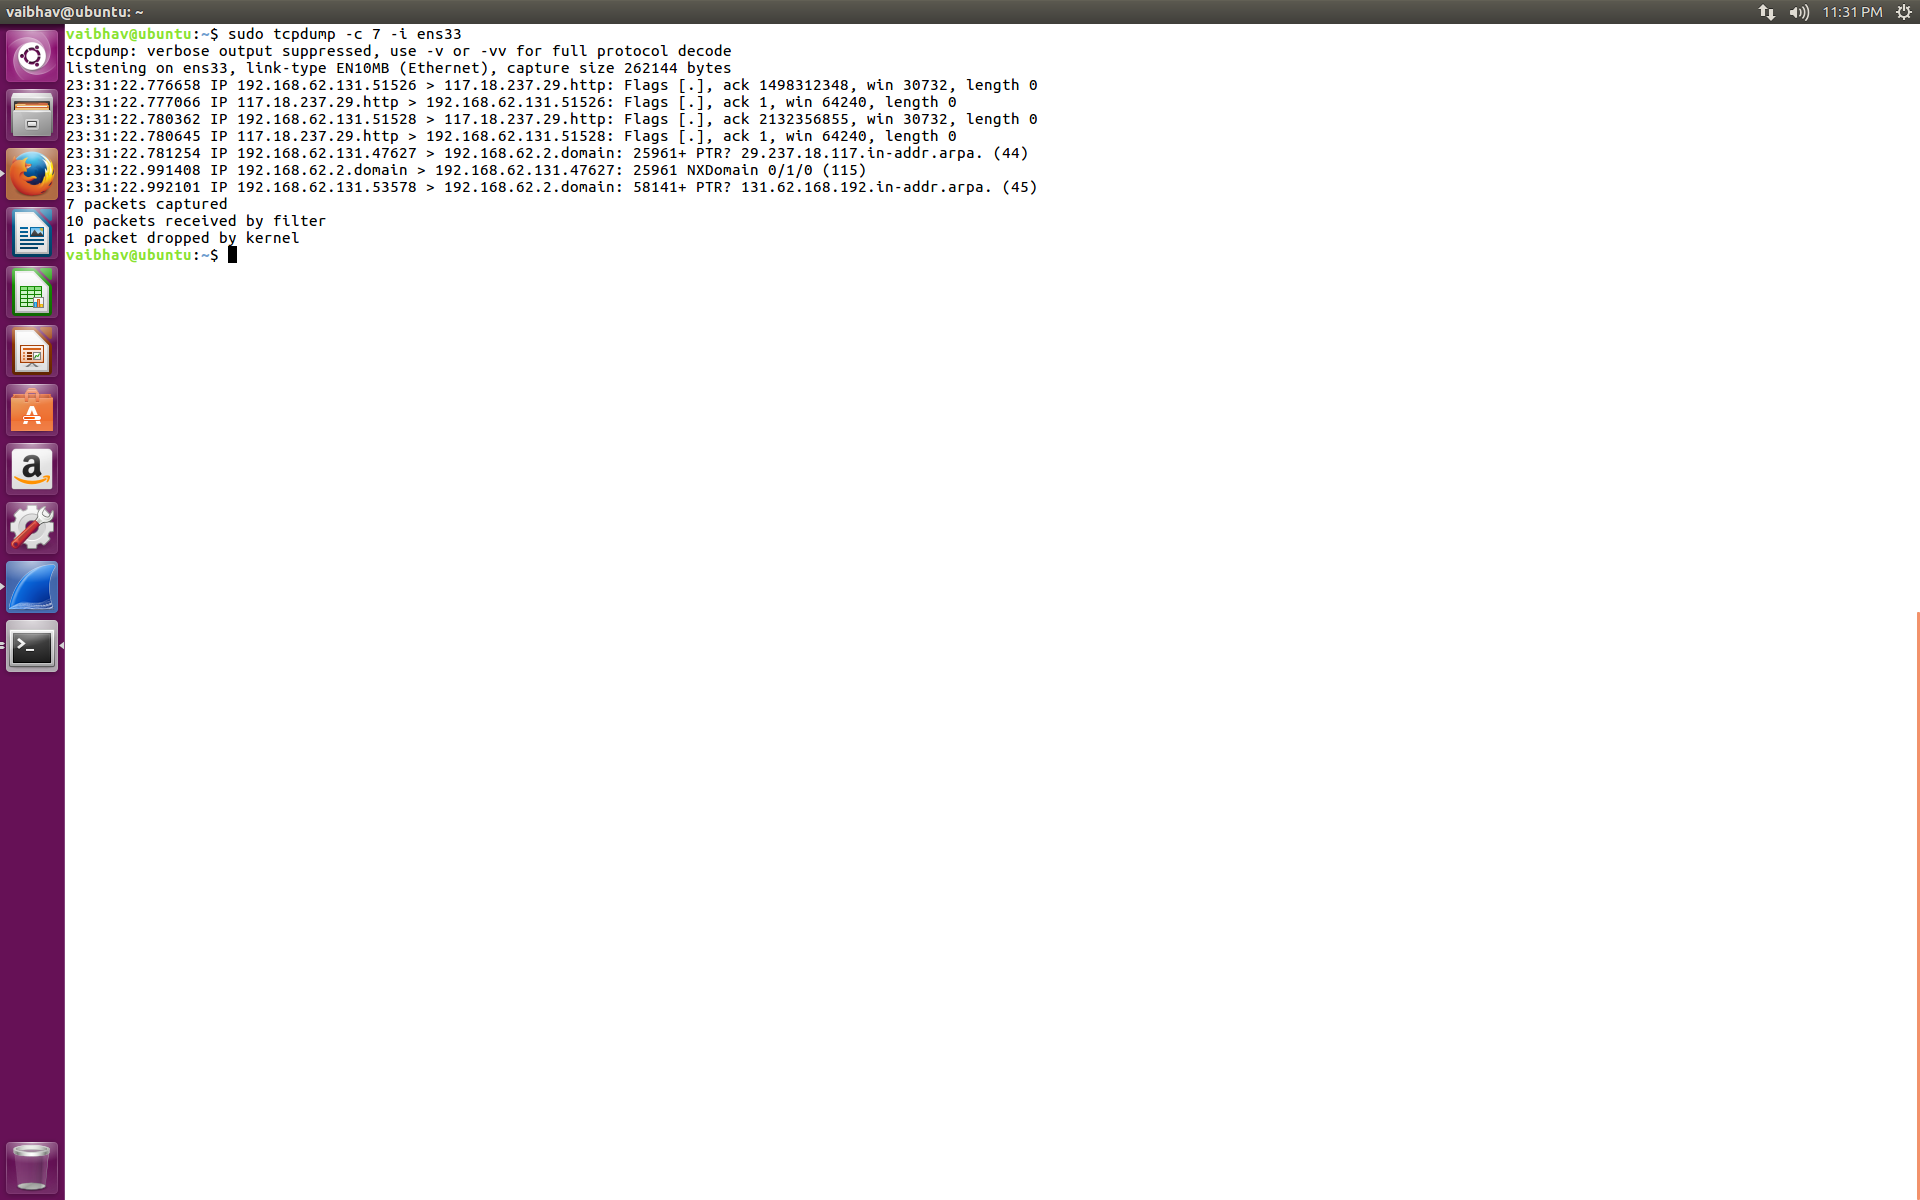 vaibhav@ubuntu: ~
11:31 PM
vaibhav@ubuntu:~$ sudo tcpdump -c 7 -i ens33
tcpdump: verbose output suppressed, use -v or -vv for full protocol decode
listening on ens33, link-type EN10MB (Ethernet), capture size 262144 bytes
23:31:22.776658 IP 192.168.62.131.51526 > 117.18.237.29.http: Flags [.], ack 1498312348, win 30732, length 0
23:31:22.777066 IP 117.18.237.29.http > 192.168.62.131.51526: Flags [.], ack 1, win 64240, length 0
23:31:22.780362 IP 192.168.62.131.51528 > 117.18.237.29.http: Flags [.], ack 2132356855, win 30732, length 0
23:31:22.780645 IP 117.18.237.29.http > 192.168.62.131.51528: Flags [.], ack 1, win 64240, length 0
23:31:22.781254 IP 192.168.62.131.47627 > 192.168.62.2.domain: 25961+ PTR? 29.237.18.117.in-addr.arpa. (44)
23:31:22.991408 IP 192.168.62.2.domain > 192.168.62.131.47627: 25961 NXDomain 0/1/0 (115)
23:31:22.992101 IP 192.168.62.131.53578 > 192.168.62.2.domain: 58141+ PTR? 131.62.168.192.in-addr.arpa. (45)
7 packets captured
10 packets received by filter
1 packet dropped by kernel
vaibhav@ubuntu:~$